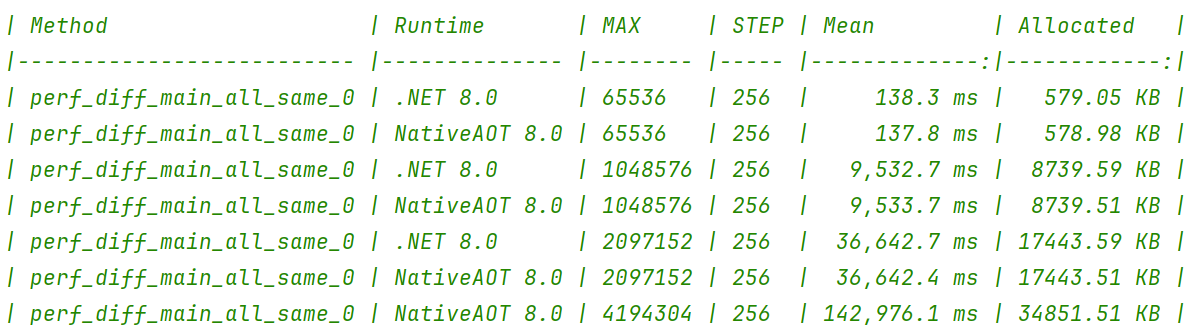 | Method                    | Runtime       | MAX     | STEP | Mean         | Allocated   |
|-------------------------- |-------------- |-------- |----- |-------------:|------------:|
| perf_diff_main_all_same_0 | .NET 8.0      | 65536   | 256  |     138.3 ms |   579.05 KB |
| perf_diff_main_all_same_0 | NativeAOT 8.0 | 65536   | 256  |     137.8 ms |   578.98 KB |
| perf_diff_main_all_same_0 | .NET 8.0      | 1048576 | 256  |   9,532.7 ms |  8739.59 KB |
| perf_diff_main_all_same_0 | NativeAOT 8.0 | 1048576 | 256  |   9,533.7 ms |  8739.51 KB |
| perf_diff_main_all_same_0 | .NET 8.0      | 2097152 | 256  |  36,642.7 ms | 17443.59 KB |
| perf_diff_main_all_same_0 | NativeAOT 8.0 | 2097152 | 256  |  36,642.4 ms | 17443.51 KB |
| perf_diff_main_all_same_0 | NativeAOT 8.0 | 4194304 | 256  | 142,976.1 ms | 34851.51 KB |